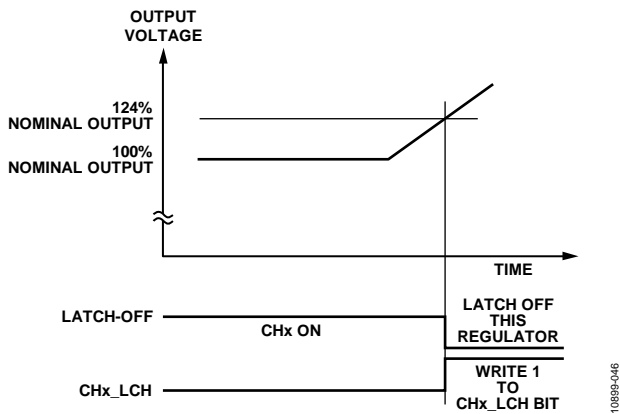 OUTPUT
VOLTAGE
124%
NOMINAL OUTPUT
100%
NOMINAL OUTPUT
TIME
LATCH-OFF
CHx ON
LATCH OFF
THIS
REGULATOR
CHx_LCH
WRITE 1
TO
CHx_LCH BIT
10899-046